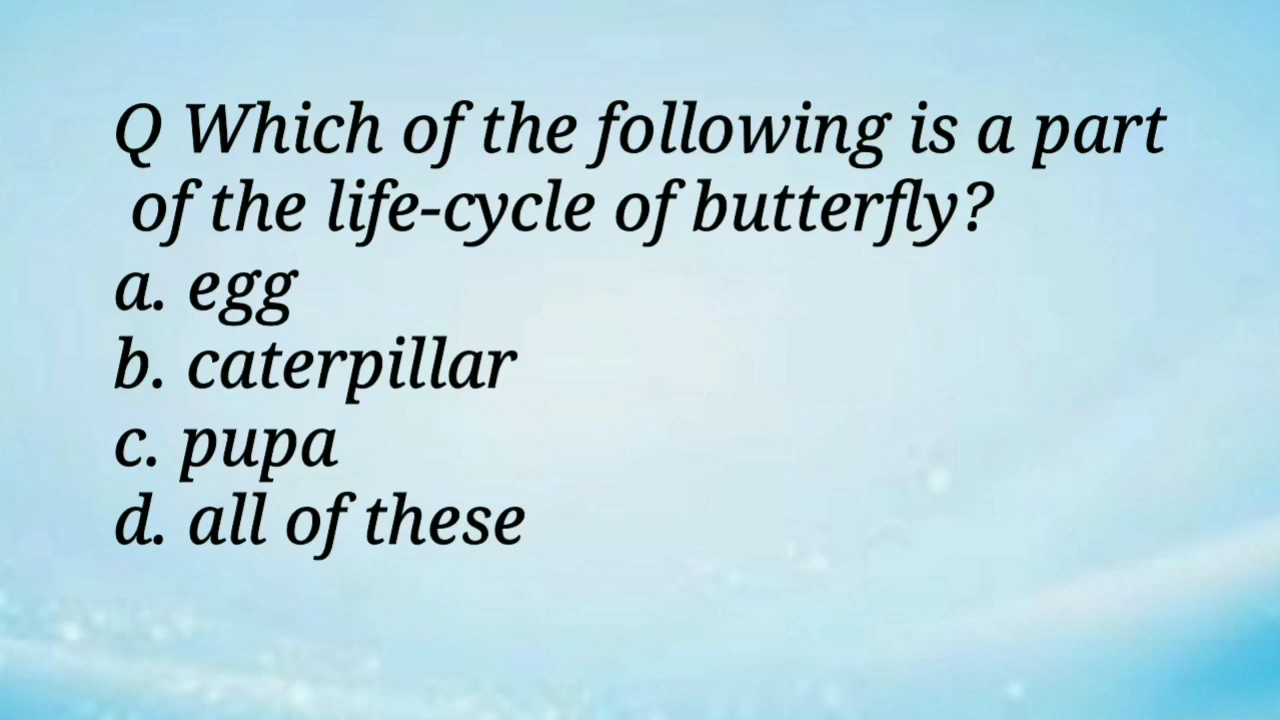 Q Which of the following is a part
of the life-cycle of butterfly?
a. egg
b. caterpillar
c. pupa
d. all of these